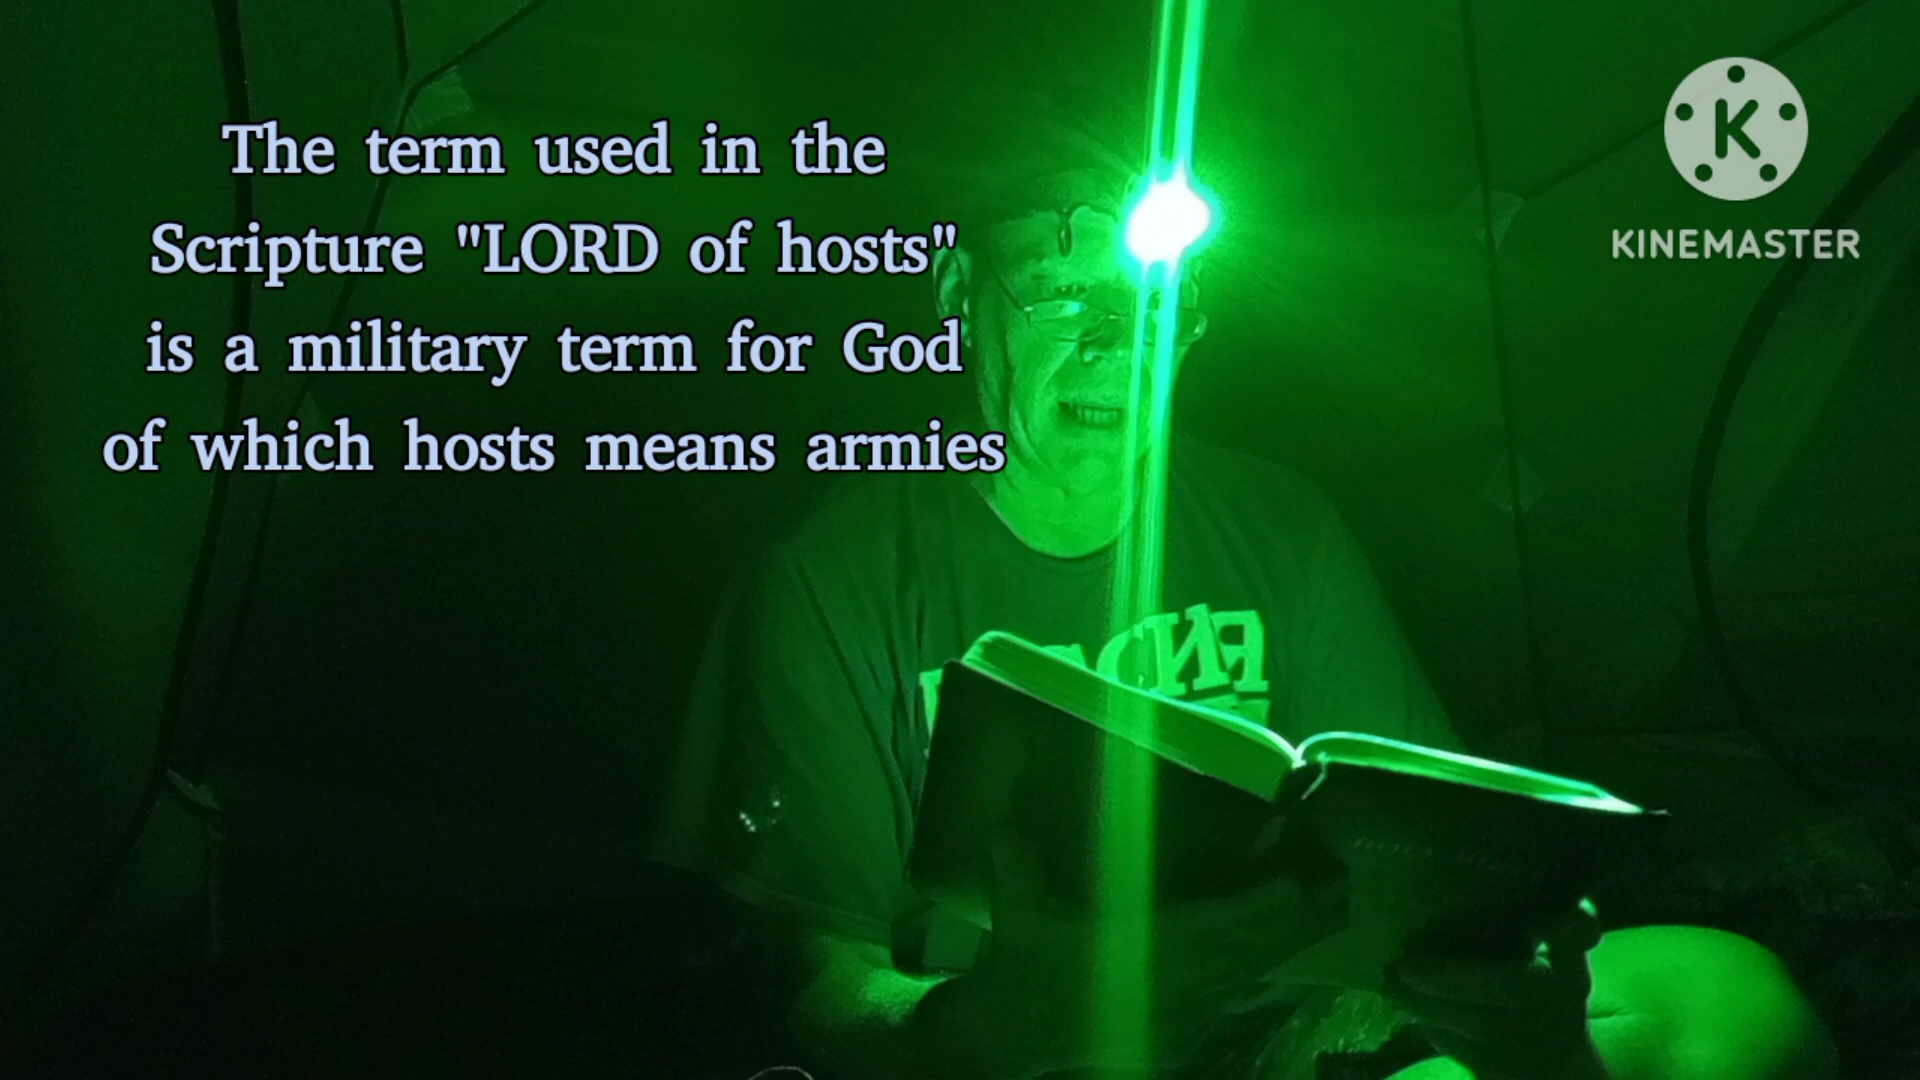 The term used in the
Scripture "LORD of hosts"
is a military term for God
of which hosts means armies
K
KINEMASTER